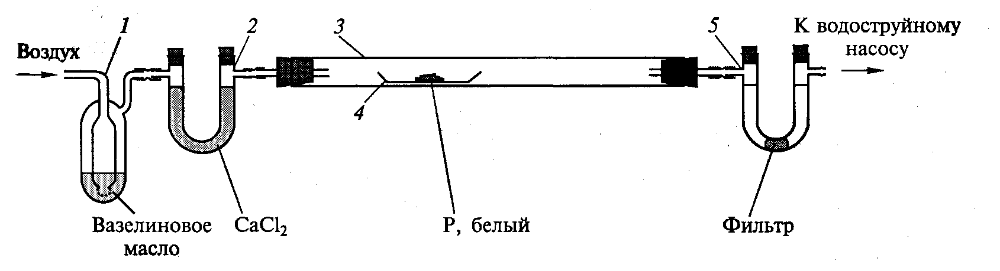 1
2
3
5
К водоструйному
насосу
Воздух
4
Вазелиновое
масло
CaCl₂
P, белый
Фильтр